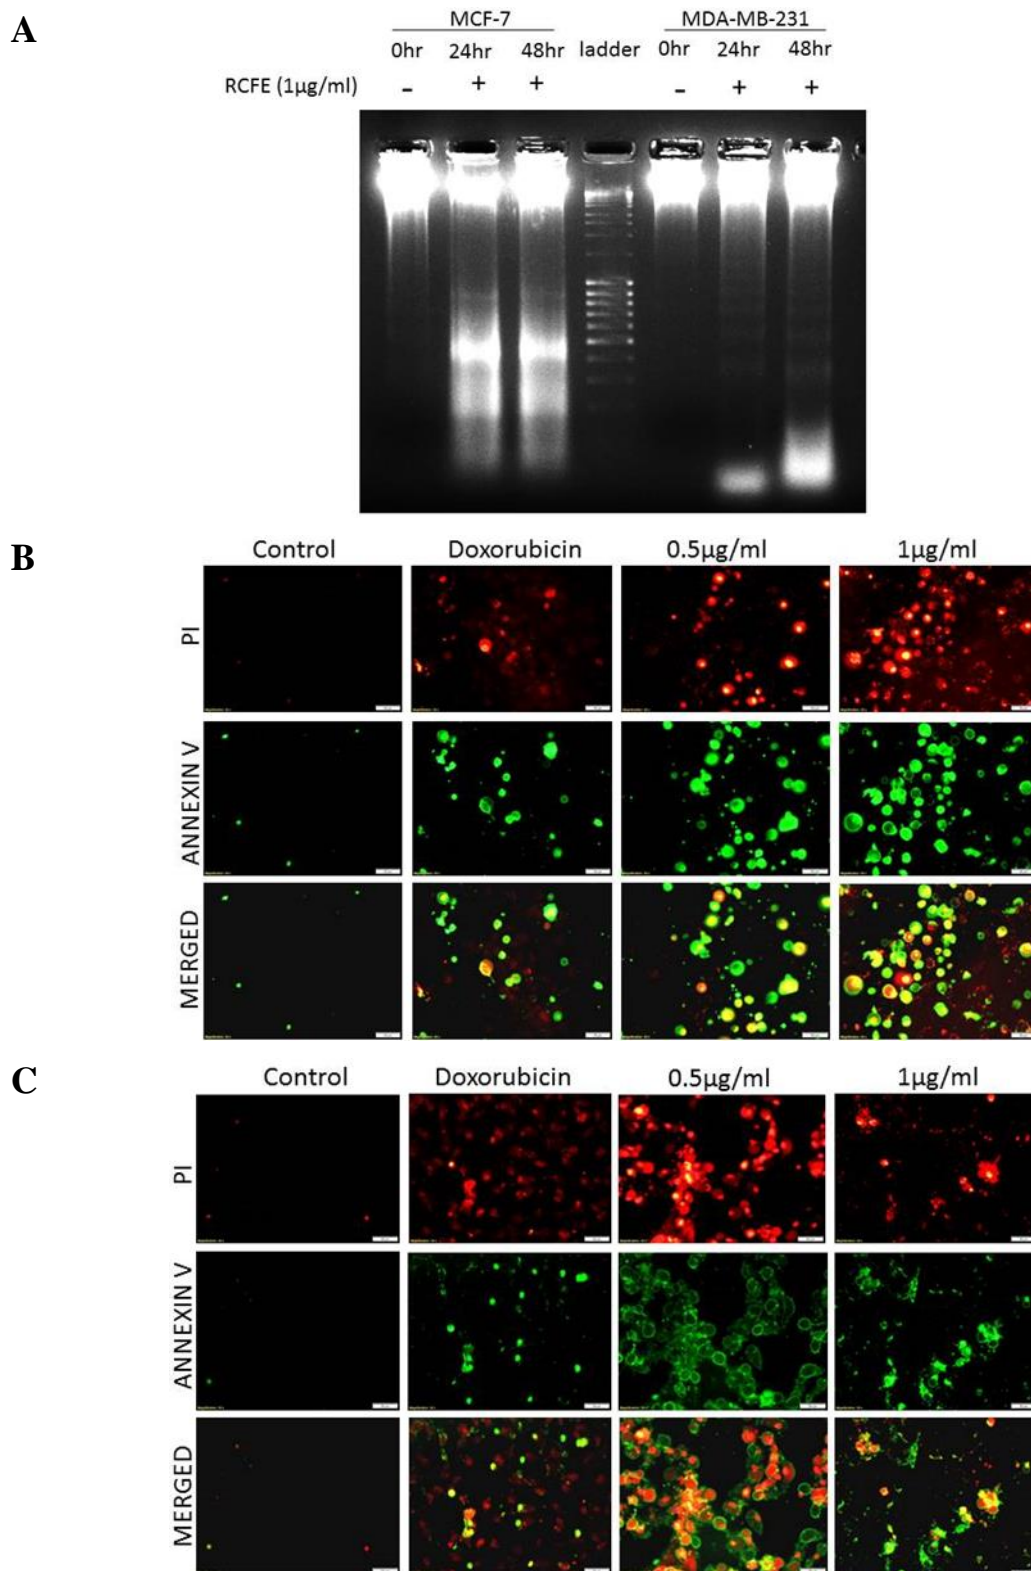 A
MCF-7
MDA-MB-231
0hr 24hr 48hr ladder 0hr 24hr 48hr
RCFE (1µg/ml) - + + - + +
B
Control Doxorubicin 0.5µg/ml 1µg/ml
PI
ANNEXIN V
MERGED
C
Control Doxorubicin 0.5µg/ml 1µg/ml
PI
ANNEXIN V
MERGED